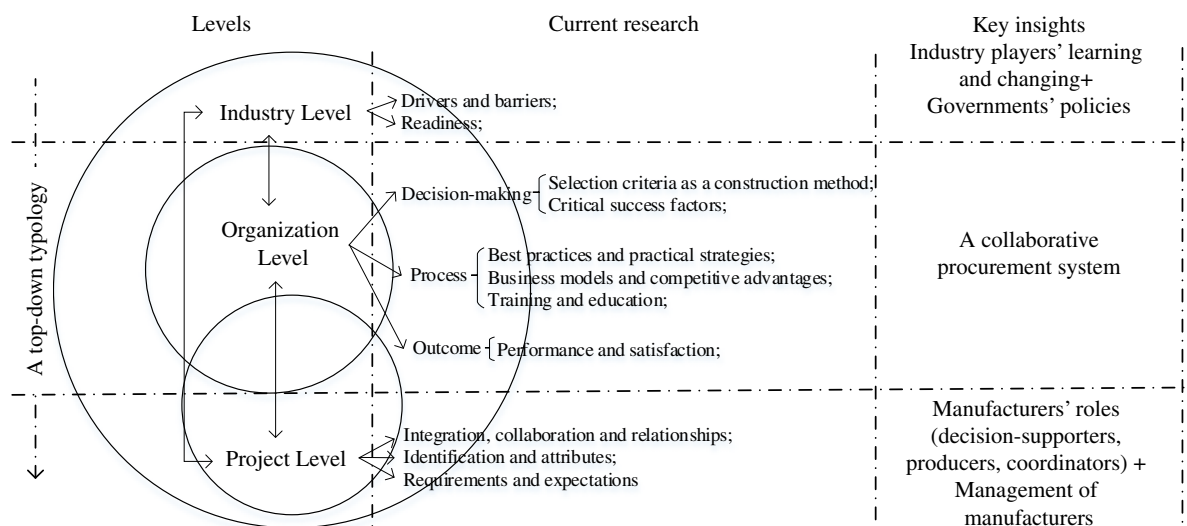 Levels
Current research
Key insights
Industry players’ learning
and changing+
Governments’ policies
A top-down typology
Industry Level
Drivers and barriers;
Readiness;
Organization
Level
Decision-making
Selection criteria as a construction method;
Critical success factors;
Process
Best practices and practical strategies;
Business models and competitive advantages;
Training and education;
Outcome
Performance and satisfaction;
A collaborative
procurement system
Project Level
Integration, collaboration and relationships;
Identification and attributes;
Requirements and expectations
Manufacturers’ roles
(decision-supporters,
producers, coordinators) +
Management of
manufacturers